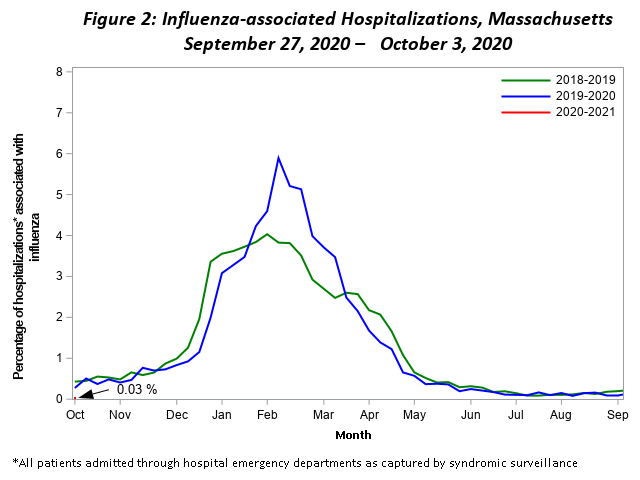 Figure 2: Influenza-associated Hospitalizations, Massachusetts
September 27, 2020 – October 3, 2020
8
7
6
5
4
3
2
1
0
Percentage of hospitalizations* associated with
influenza
2018-2019
2019-2020
2020-2021
0.03 %
Oct Nov Dec Jan Feb Mar Apr May Jun Jul Aug Sep
Month
*All patients admitted through hospital emergency departments as captured by syndromic surveillance